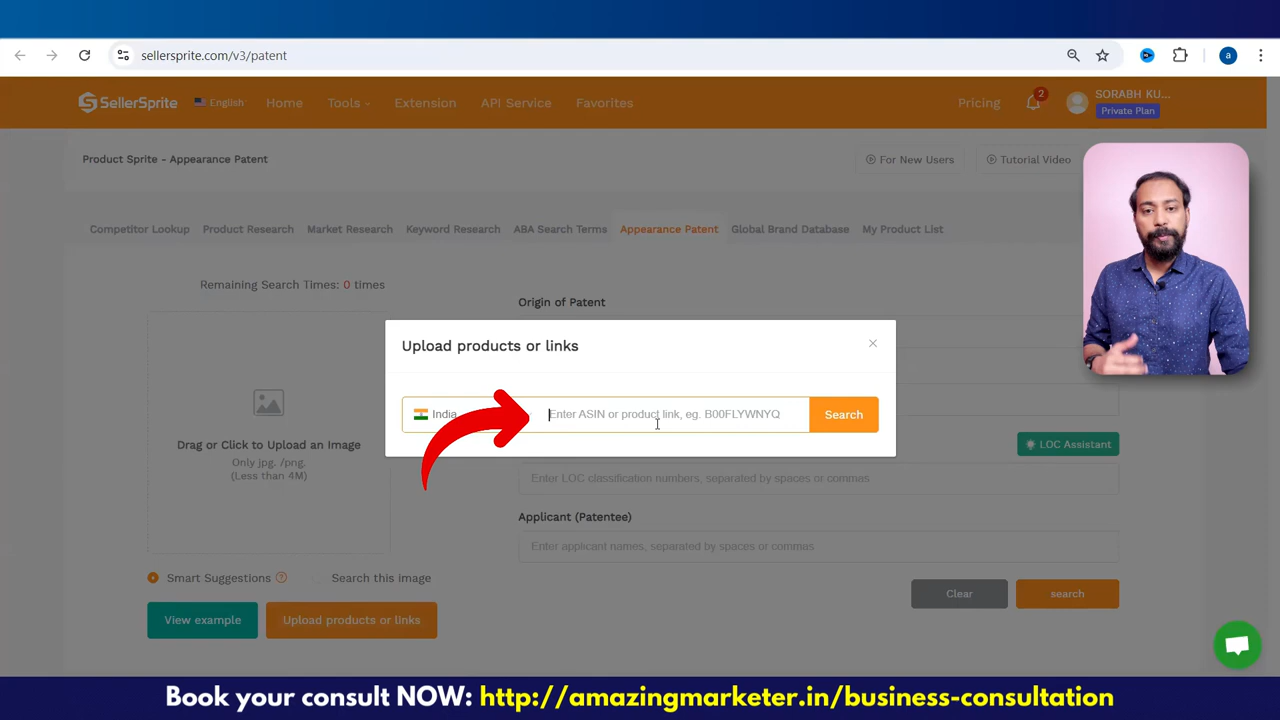 sellersprite.com/v3/patent
a
SellerSprite
English
Home
Tools
Extension
API Service
Favorites
Pricing
2
SORABH KU...
Private Plan
Product Sprite - Appearance Patent
For New Users
Tutorial Video
Competitor Lookup
Product Research
Market Research
Keyword Research
ABA Search Terms
Appearance Patent
Global Brand Database
My Product List
Remaining Search Times: 0 times
Origin of Patent
Upload products or links
India
Enter ASIN or product link, eg. B00FLYWNYQ
Search
Drag or Click to Upload an Image
Only jpg. /png.
(Less than 4M)
LOC Assistant
Enter LOC classification numbers, separated by spaces or commas
Applicant (Patentee)
Enter applicant names, separated by spaces or commas
Smart Suggestions ?
Search this image
View example
Upload products or links
Clear
search
Book your consult NOW: http://amazingmarketer.in/business-consultation